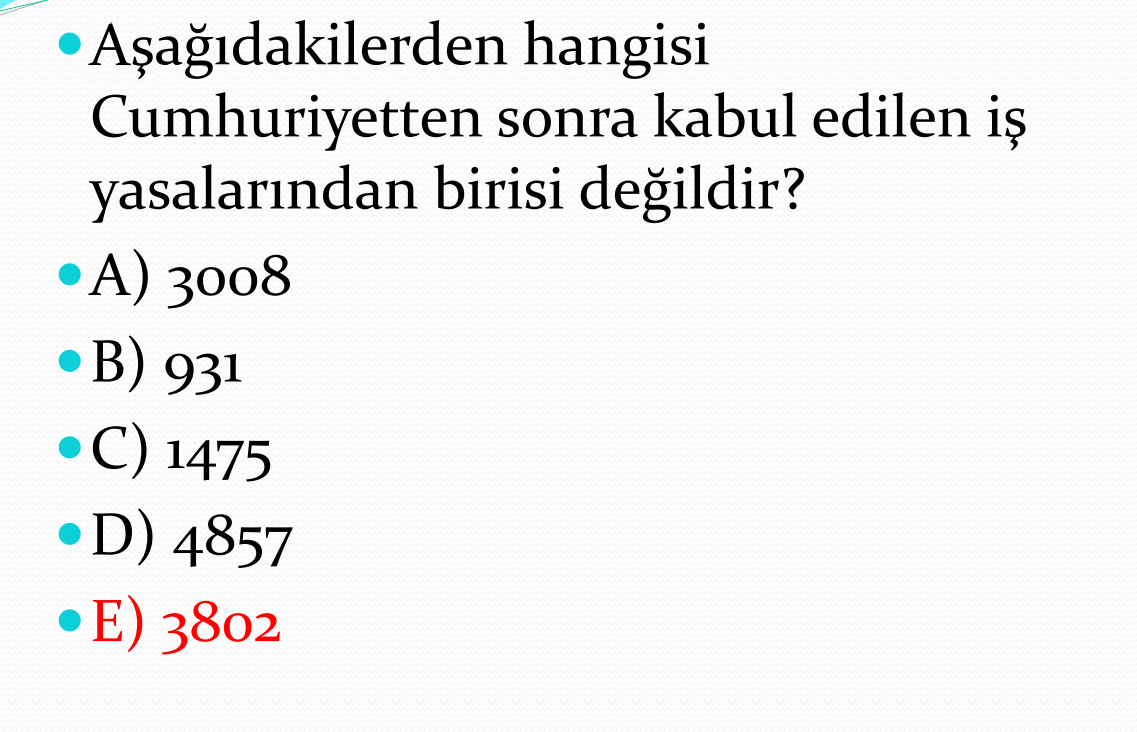 Aşağıdakilerden hangisi
Cumhuriyetten sonra kabul edilen iş
yasalarından birisi değildir?
A) 3008
B) 931
C) 1475
D) 4857
E) 3802